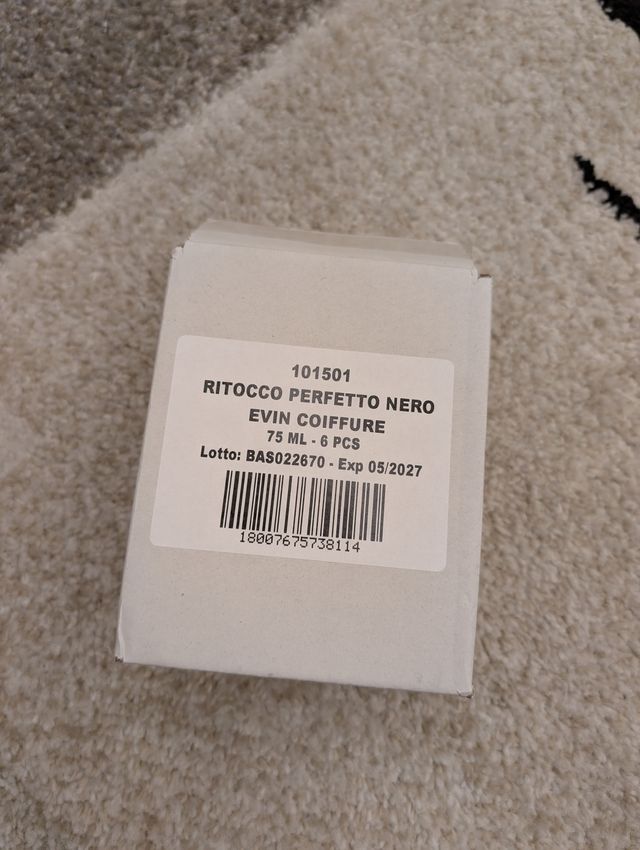 101501
RITOCCO PERFETTO NERO
EVIN COIFFURE
75 ML - 6 PCS
Lotto: BAS022670 - Exp 05/2027
18007675738114